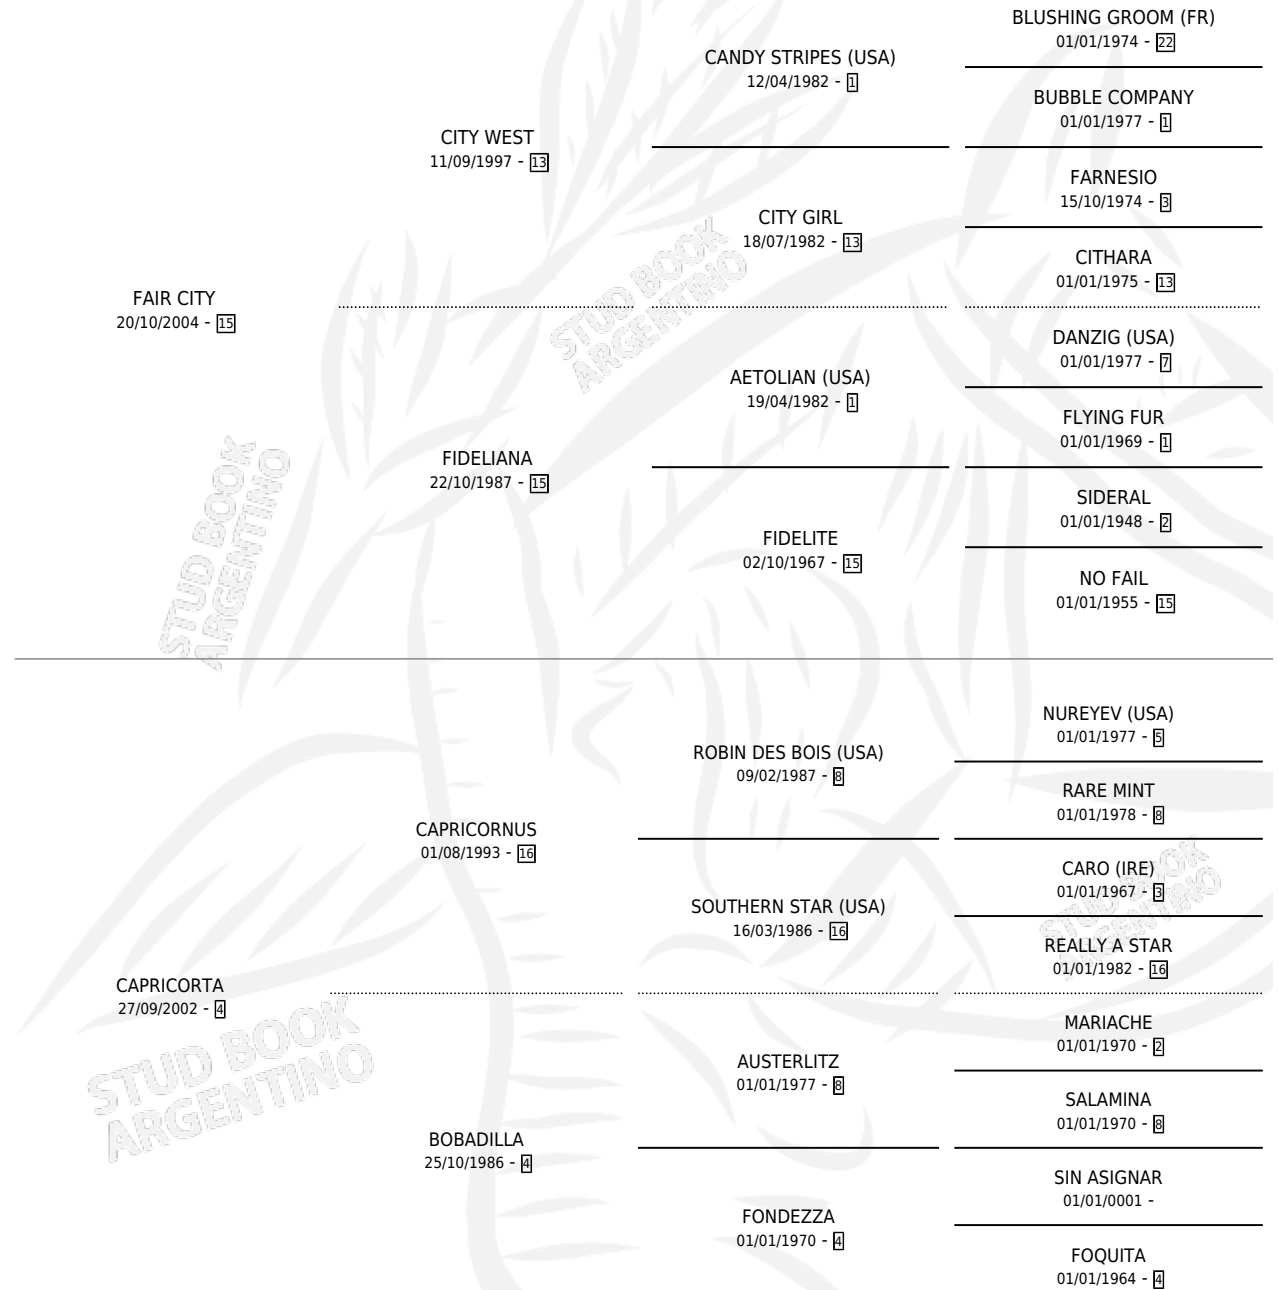 BLUSHING GROOM (FR)
01/01/1974 - 22
CANDY STRIPES (USA)
12/04/1982 - 1
BUBBLE COMPANY
01/01/1977 - 1
CITY WEST
11/09/1997 - 13
FARNESIO
15/10/1974 - 3
CITY GIRL
18/07/1982 - 13
CITHARA
01/01/1975 - 13
FAIR CITY
20/10/2004 - 15
DANZIG (USA)
01/01/1977 - 7
AETOLIAN (USA)
19/04/1982 - 1
FLYING FUR
01/01/1969 - 1
FIDELIANA
22/10/1987 - 15
SIDERAL
01/01/1948 - 2
FIDELITE
02/10/1967 - 15
NO FAIL
01/01/1955 - 15
NUREYEV (USA)
01/01/1977 - 5
ROBIN DES BOIS (USA)
09/02/1987 - 8
RARE MINT
01/01/1978 - 8
CAPRICORNUS
01/08/1993 - 16
CARO (IRE)
01/01/1967 - 3
SOUTHERN STAR (USA)
16/03/1986 - 16
REALLY A STAR
01/01/1982 - 16
CAPRICORTA
27/09/2002 - 4
MARIACHE
01/01/1970 - 2
AUSTERLITZ
01/01/1977 - 8
SALAMINA
01/01/1970 - 8
BOBADILLA
25/10/1986 - 4
SIN ASIGNAR
01/01/0001 -
FONDEZZA
01/01/1970 - 4
FOQUITA
01/01/1964 - 4
STUD BOOK
ARGENTINO
STUD BOOK
ARGENTINO
STUD BOOK
ARGENTINO
STUD BOOK
ARGENTINO